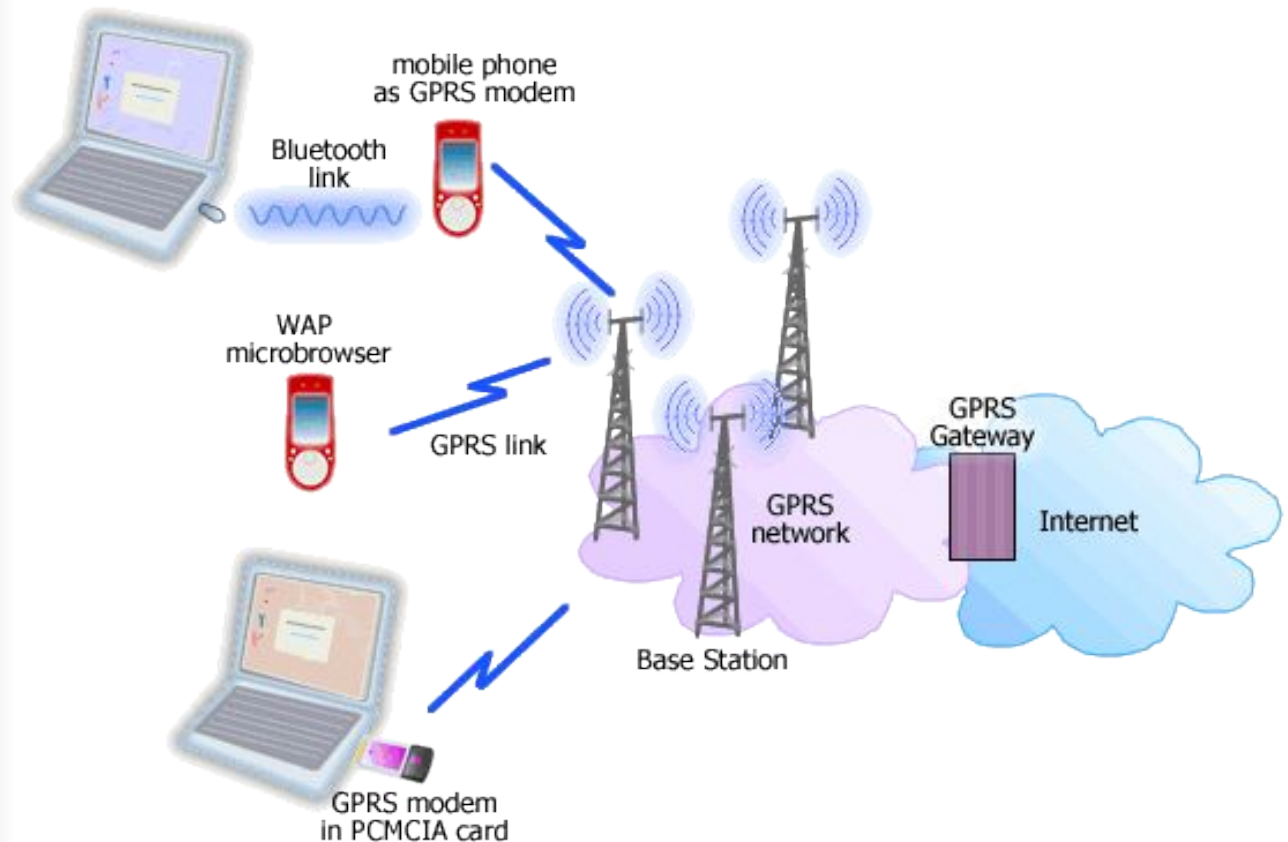 mobile phone
as GPRS modem
Bluetooth
link
WAP
microbrowser
GPRS link
GPRS
Gateway
GPRS
network
Internet
Base Station
GPRS modem
in PCMCIA card